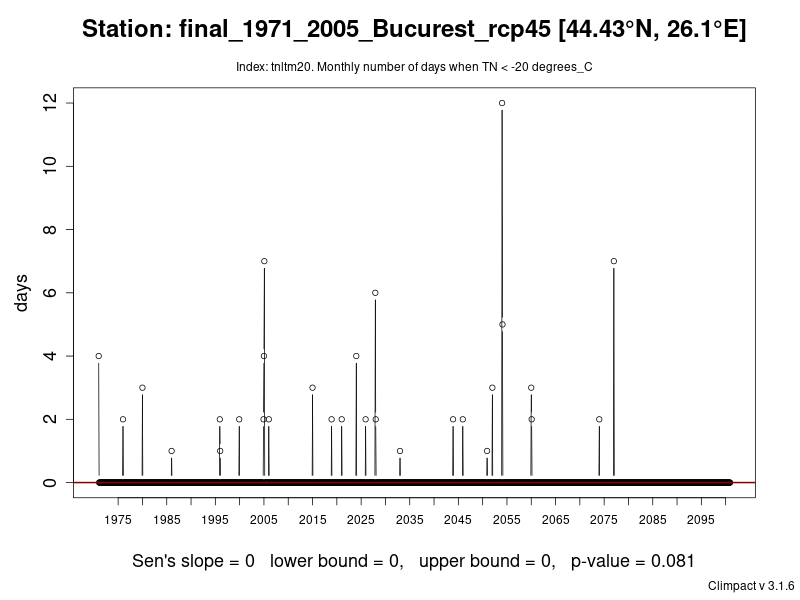 Station: final_1971_2005_Bucurest_rcp45 [44.43°N, 26.1°E]
Index: tnltm20. Monthly number of days when TN < -20 degrees_C
12
10
8
6
4
2
0
days
1975 1985 1995 2005 2015 2025 2035 2045 2055 2065 2075 2085 2095
Sen's slope = 0 lower bound = 0, upper bound = 0, p-value = 0.081
Climpact v 3.1.6